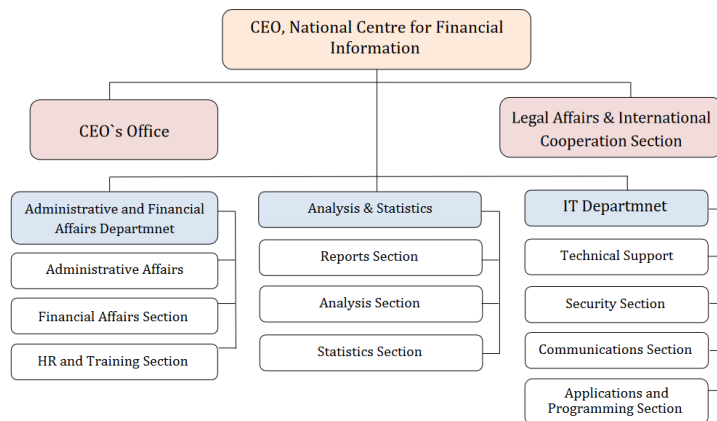 CEO, National Centre for Financial
Information
CEO`s Office
Legal Affairs & International
Cooperation Section
Administrative and Financial
Affairs Departmnet
Administrative Affairs
Financial Affairs Section
HR and Training Section
Analysis & Statistics
Reports Section
Analysis Section
Statistics Section
IT Departmnet
Technical Support
Security Section
Communications Section
Applications and
Programming Section